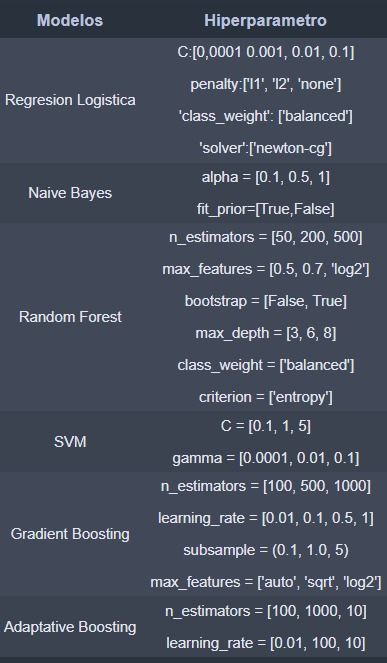 Modelos Hiperparametro
C:[0,0001 0.001, 0.01, 0.1]
penalty:['l1', 'l2', 'none']
Regresion Logistica
'class_weight': ['balanced']
'solver':['newton-cg']
alpha = [0.1, 0.5, 1]
Naive Bayes
fit_prior=[True,False]
n_estimators = [50, 200, 500]
max_features = [0.5, 0.7, 'log2']
bootstrap = [False, True]
Random Forest
max_depth = [3, 6, 8]
class_weight = ['balanced']
criterion = ['entropy']
C = [0.1, 1, 5]
SVM
gamma = [0.0001, 0.01, 0.1]
n_estimators = [100, 500, 1000]
learning_rate = [0.01, 0.1, 0.5, 1]
Gradient Boosting
subsample = (0.1, 1.0, 5)
max_features = ['auto', 'sqrt', 'log2']
n_estimators = [100, 1000, 10]
Adaptative Boosting
learning_rate = [0.01, 100, 10]